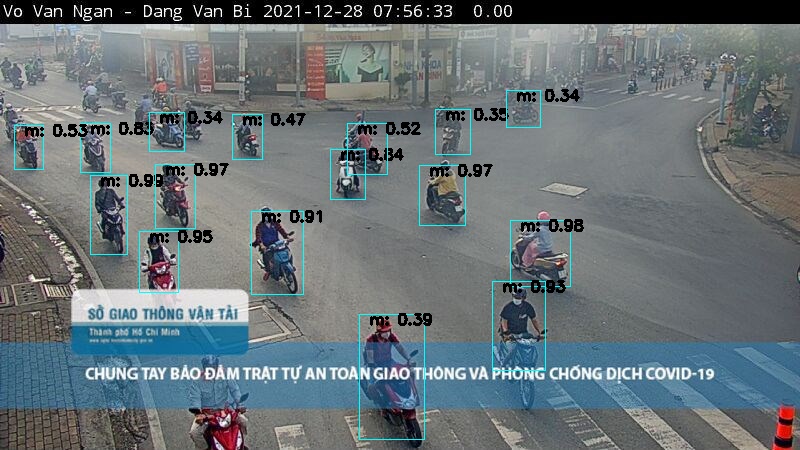 Vo Van Ngan - Dang Van Bi 2021-12-28 07:56:33 0.00
m: 0.34
m: 0.34
m: 0.47
m: 0.35
m: 0.53
m: 0.52
m: 0.84
m: 0.97
m: 0.97
m: 0.99
m: 0.91
m: 0.95
m: 0.98
m: 0.93
m: 0.39
SỞ GIAO THÔNG VẬN TẢI
Thành phố Hồ Chí Minh
CHUNG TAY BẢO ĐẢM TRẬT TỰ AN TOÀN GIAO THÔNG VÀ PHÒNG CHỐNG DỊCH COVID-19